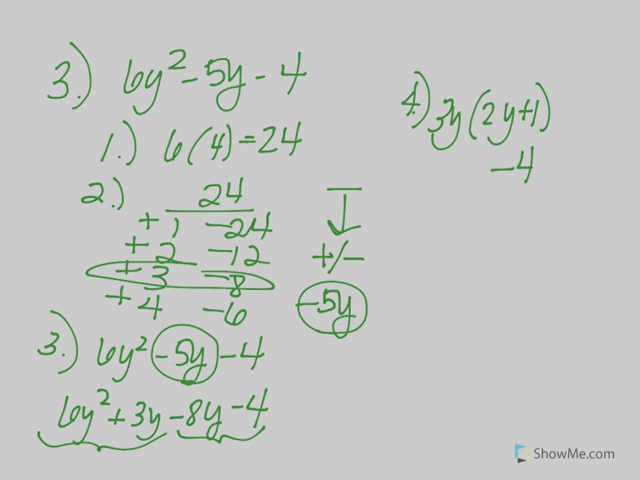 3.) 6y² - 5y - 4
1.) 6(4) = 24
2.) 24
+1 -24
+2 -12
+3 -8
+4 -6
+/-
-5y
3.) 6y² - 5y - 4
6y² + 3y - 8y - 4
4.) 3y(2y+1)
-4
ShowMe.com